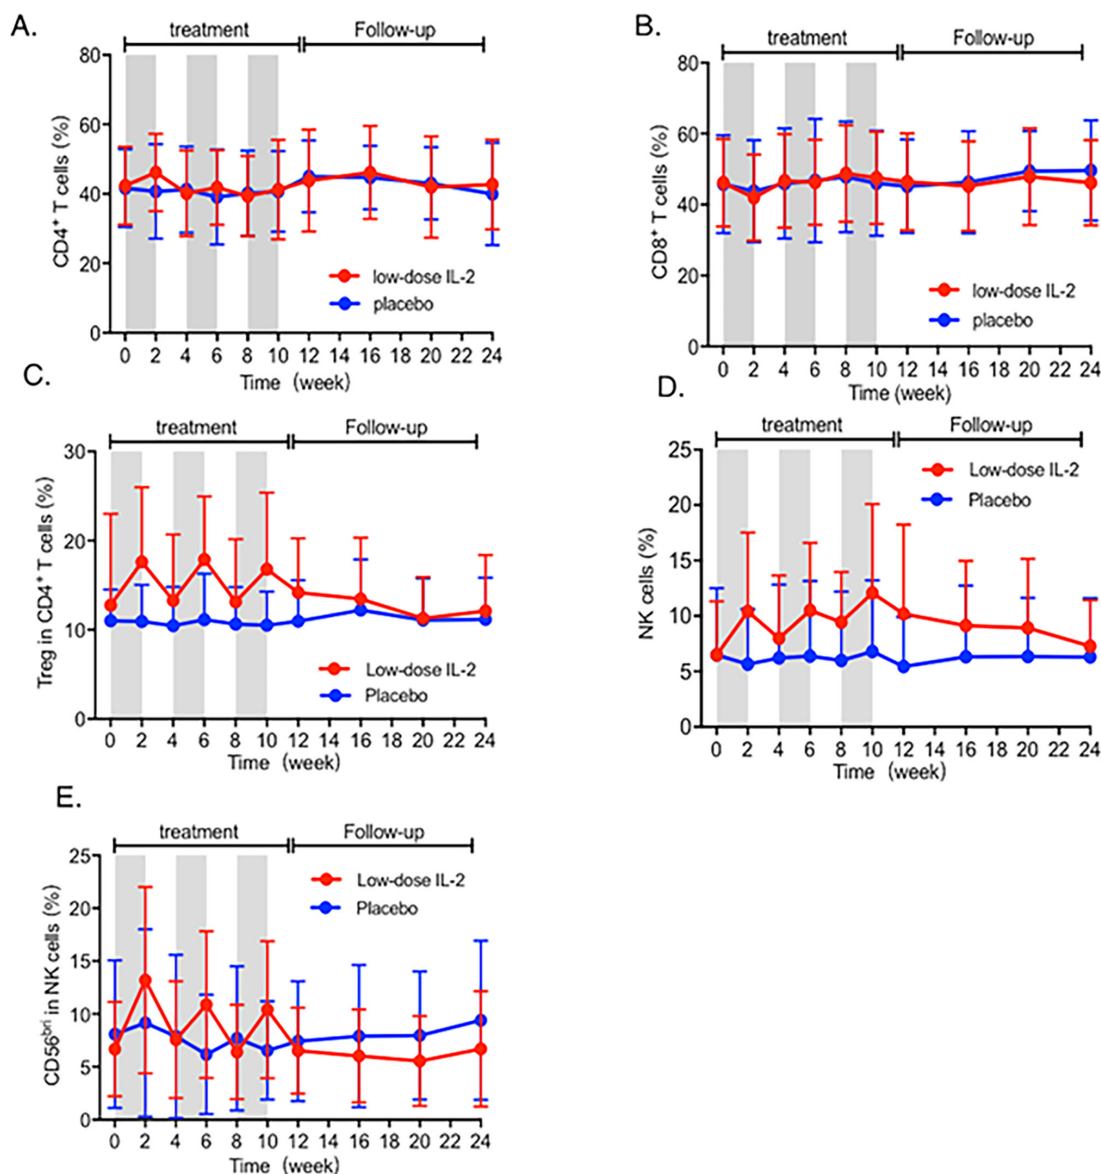 A.
treatment Follow-up
80
60
40
20
0
CD4⁺ T cells (%)
low-dose IL-2
placebo
0 2 4 6 8 10 12 14 16 18 20 22 24
Time (week)
B.
treatment Follow-up
80
60
40
20
0
CD8⁺ T cells (%)
low-dose IL-2
placebo
0 2 4 6 8 10 12 14 16 18 20 22 24
Time (week)
C.
treatment Follow-up
30
20
10
0
Treg in CD4⁺ T cells (%)
Low-dose IL-2
Placebo
0 2 4 6 8 10 12 14 16 18 20 22 24
Time (week)
D.
treatment Follow-up
25
20
15
10
5
0
NK cells (%)
Low-dose IL-2
Placebo
0 2 4 6 8 10 12 14 16 18 20 22 24
Time (week)
E.
treatment Follow-up
25
20
15
10
5
0
CD56ᵇʳⁱ in NK cells (%)
Low-dose IL-2
Placebo
0 2 4 6 8 10 12 14 16 18 20 22 24
Time (week)